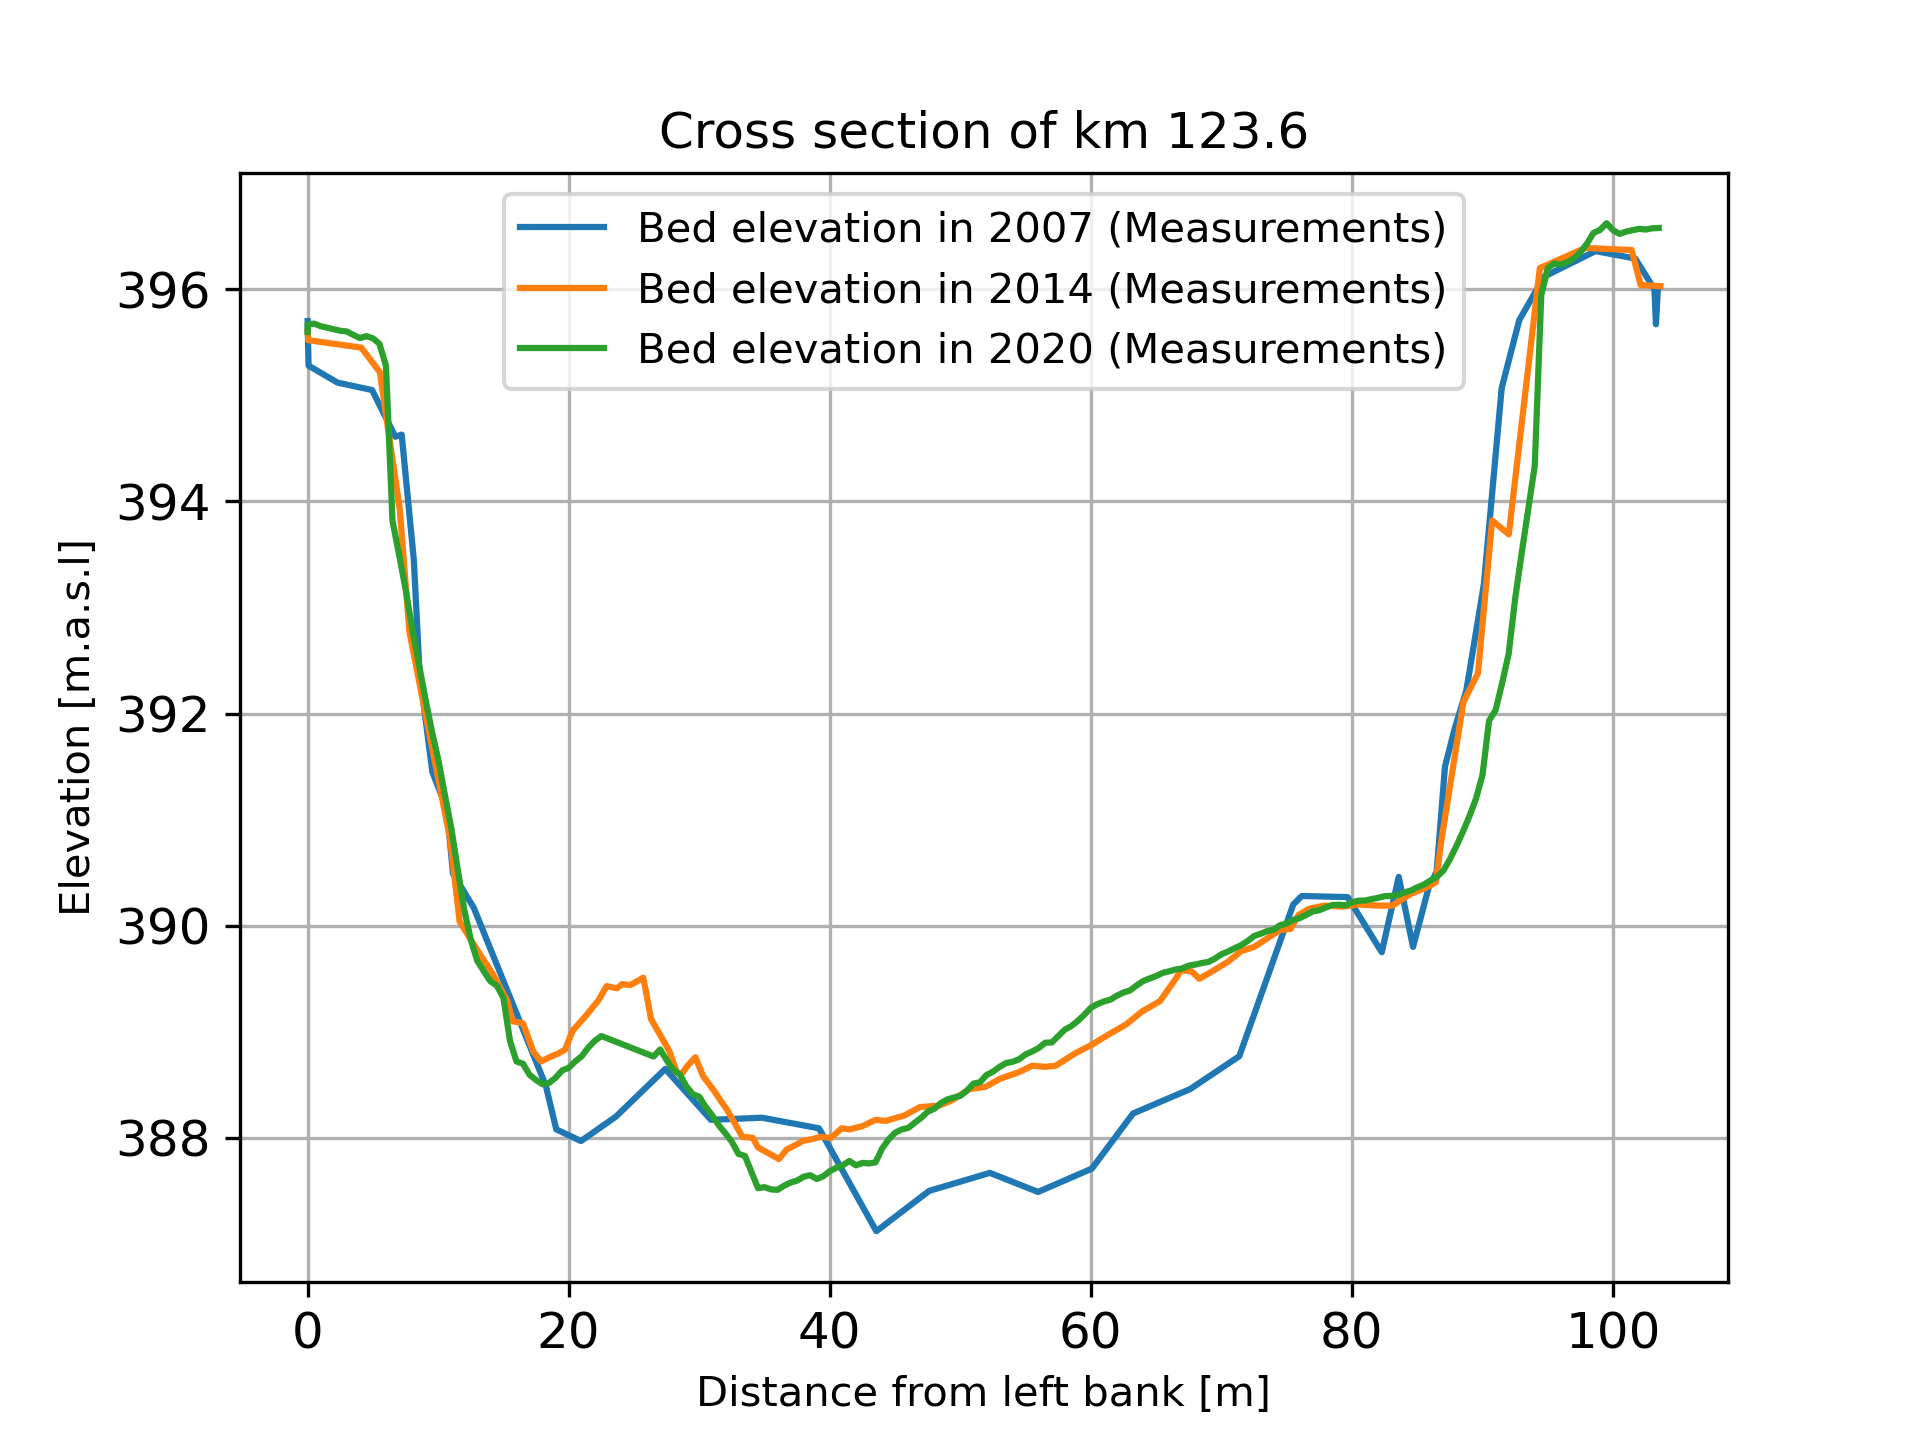 Cross section of km 123.6
Bed elevation in 2007 (Measurements)
Bed elevation in 2014 (Measurements)
Bed elevation in 2020 (Measurements)
396
394
392
390
388
Elevation [m.a.s.l]
0 20 40 60 80 100
Distance from left bank [m]